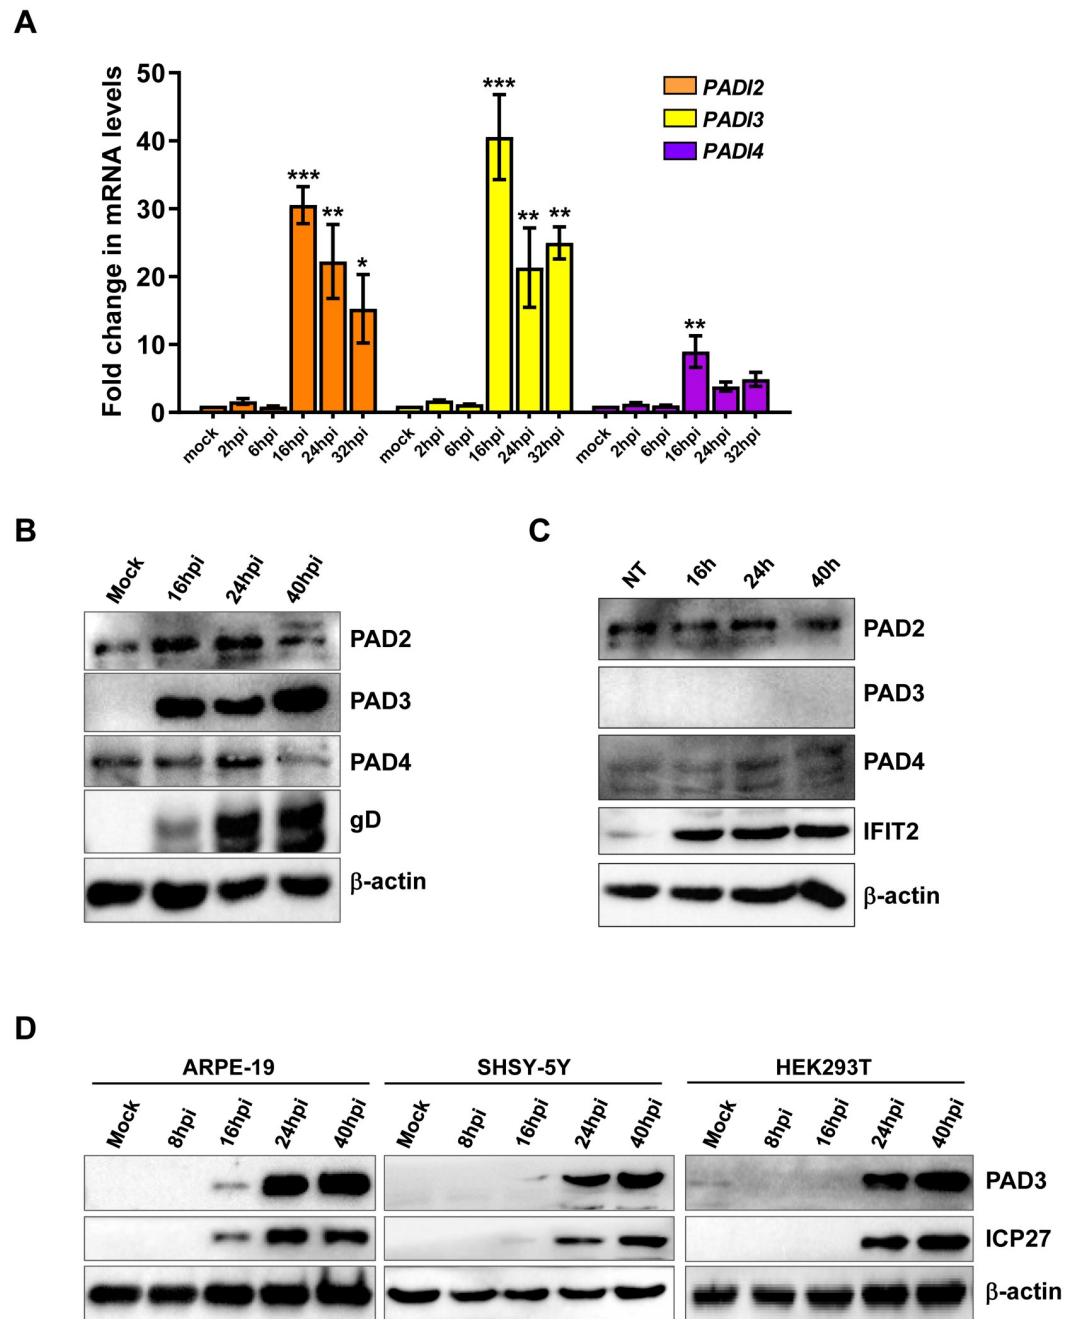 A
Fold change in mRNA levels
50
40
30
20
10
0
***
**
*
***
**
**
**
PADI2
PADI3
PADI4
mock 2hpi 6hpi 16hpi 24hpi 32hpi mock 2hpi 6hpi 16hpi 24hpi 32hpi mock 2hpi 6hpi 16hpi 24hpi 32hpi
B
Mock 16hpi 24hpi 40hpi
PAD2
PAD3
PAD4
gD
β-actin
C
NT 16h 24h 40h
PAD2
PAD3
PAD4
IFIT2
β-actin
D
ARPE-19 SHSY-5Y HEK293T
Mock 8hpi 16hpi 24hpi 40hpi Mock 8hpi 16hpi 24hpi 40hpi Mock 8hpi 16hpi 24hpi 40hpi
PAD3
ICP27
β-actin